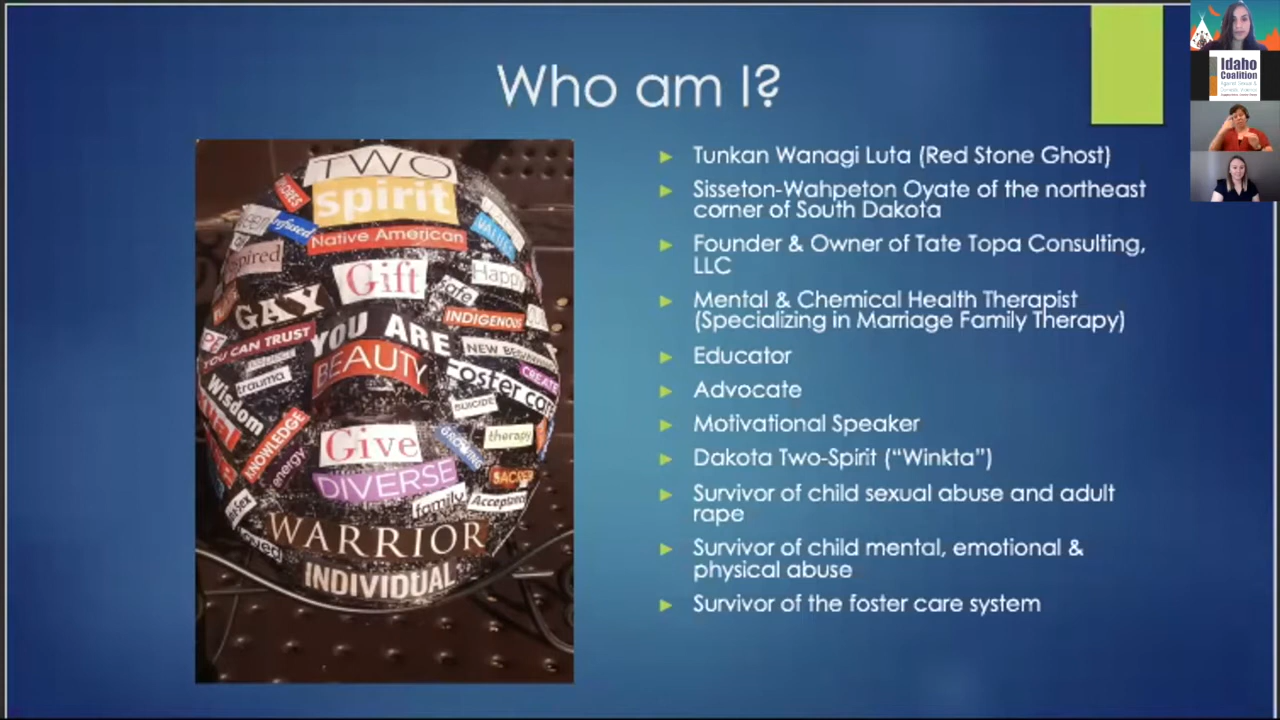 Who am I?
TWO
spirit
Native American
VALUE
Gift
Happy
safe
GAY
INDIGENOUS
YOU CAN TRUST
YOU ARE
BEAUTY
CREATE
trauma
Foster care
SUICIDE
Wisdom
KNOWLEDGE
Give
GROWING
therapy
energy
DIVERSE
family
Accepted
WARRIOR
INDIVIDUAL
Tunkan Wanagi Luta (Red Stone Ghost)
Sisseton-Wahpeton Oyate of the northeast
corner of South Dakota
Founder & Owner of Tate Topa Consulting,
LLC
Mental & Chemical Health Therapist
(Specializing in Marriage Family Therapy)
Educator
Advocate
Motivational Speaker
Dakota Two-Spirit (“Winkta”)
Survivor of child sexual abuse and adult
rape
Survivor of child mental, emotional &
physical abuse
Survivor of the foster care system
Idaho
Coalition